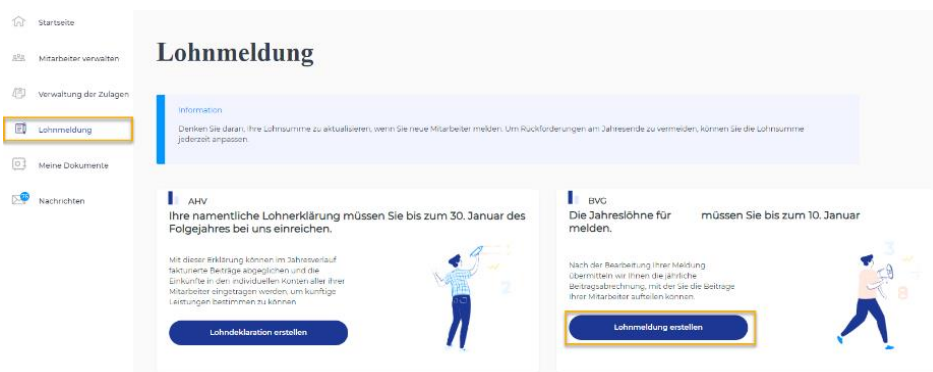 Startseite
Mitarbeiter verwalten
Verwaltung der Zulagen
Lohnmeldung
Meine Dokumente
Nachrichten
Lohnmeldung
Information
Denken Sie daran, Ihre Lohnsumme zu aktualisieren, wenn Sie neue Mitarbeiter melden. Um Rückforderungen am Jahresende zu vermeiden, können Sie die Lohnsumme
jederzeit anpassen.
AHV
Ihre namentliche Lohnerklärung müssen Sie bis zum 30. Januar des
Folgejahres bei uns einreichen.
Mit dieser Erklärung können im Jahresverlauf
fakturierte Beiträge abgeglichen und die
Einkünfte in den individuellen Konten aller Ihrer
Mitarbeiter eingetragen werden, um künftige
Leistungen bestimmen zu können
Lohndeklaration erstellen
2
BVG
Die Jahreslöhne für müssen Sie bis zum 10. Januar
melden.
Nach der Bearbeitung Ihrer Meldung
übermitteln wir Ihnen die jährliche
Beitragsabrechnung, mit der Sie die Beiträge
Ihrer Mitarbeiter aufteilen können.
Lohnmeldung erstellen
3
8